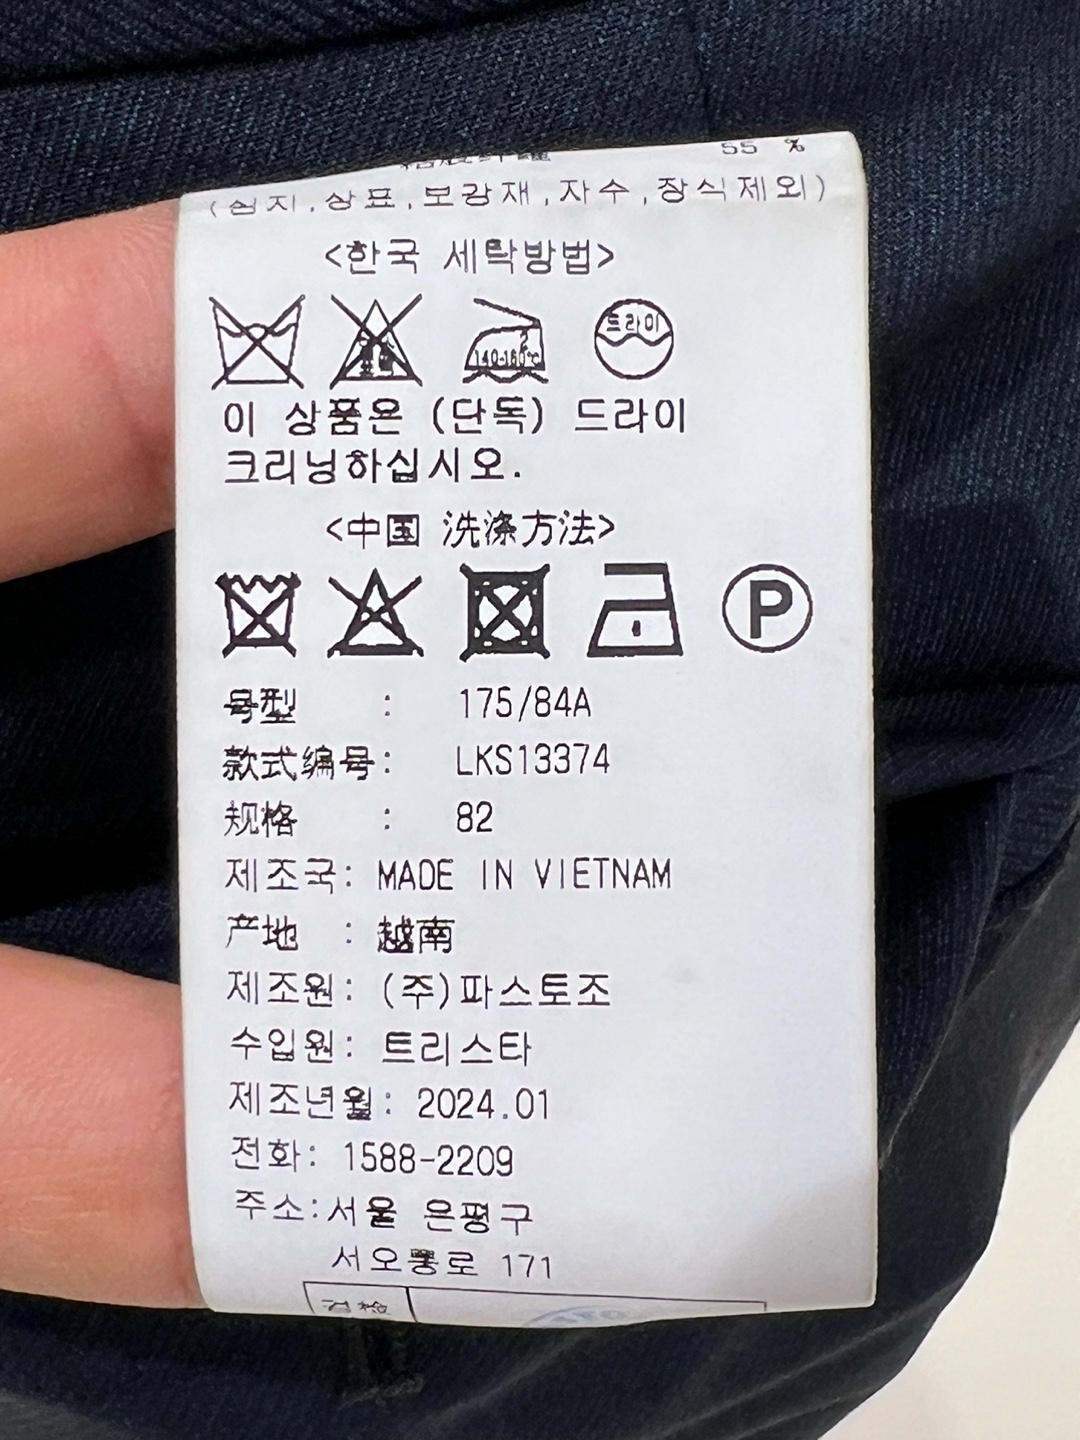 55 %
(심지,상표,보강재,자수,장식제외)
<한국 세탁방법>
드라이
2
140-160℃
이 상품은 (단독) 드라이
크리닝하십시오.
<中国 洗涤方法>
P
号型 : 175/84A
款式编号: LKS13374
规格 : 82
제조국: MADE IN VIETNAM
产地 : 越南
제조원: (주)파스토조
수입원: 트리스타
제조년월: 2024.01
전화: 1588-2209
주소:서울 은평구
서오릉로 171